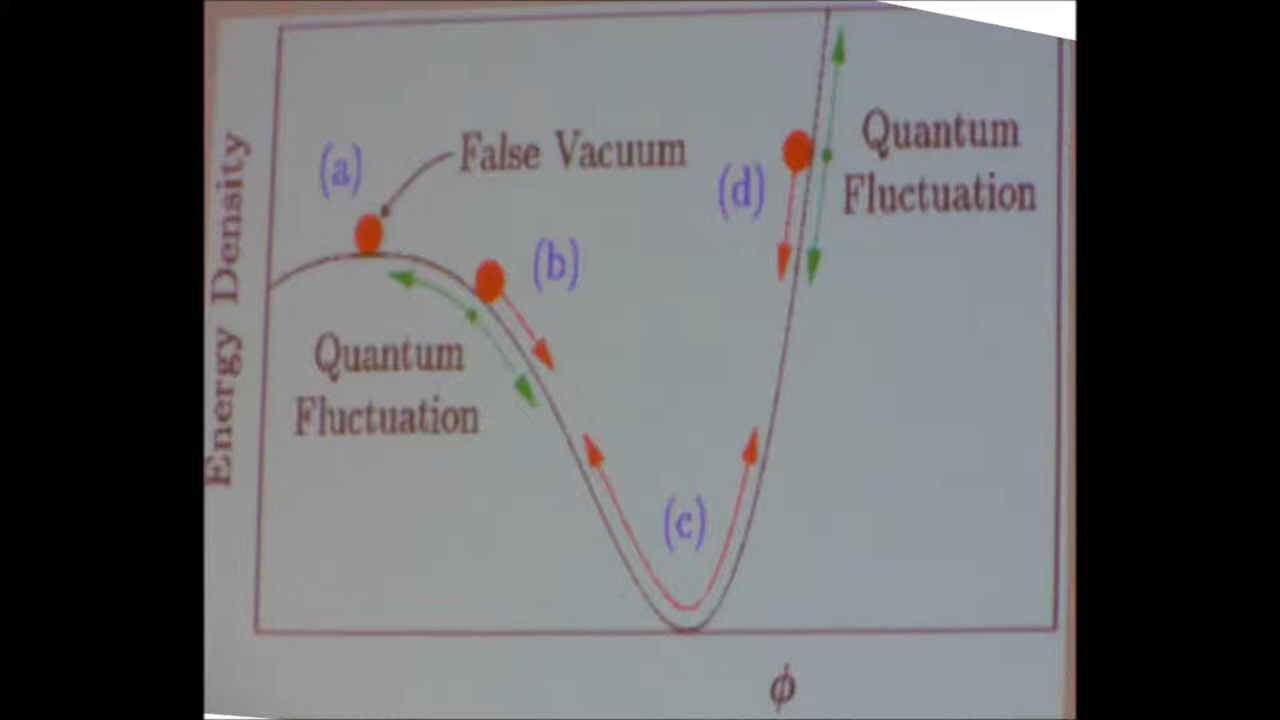 Energy Density
(a)
False Vacuum
(b)
Quantum
Fluctuation
(c)
(d)
Quantum
Fluctuation
ϕ